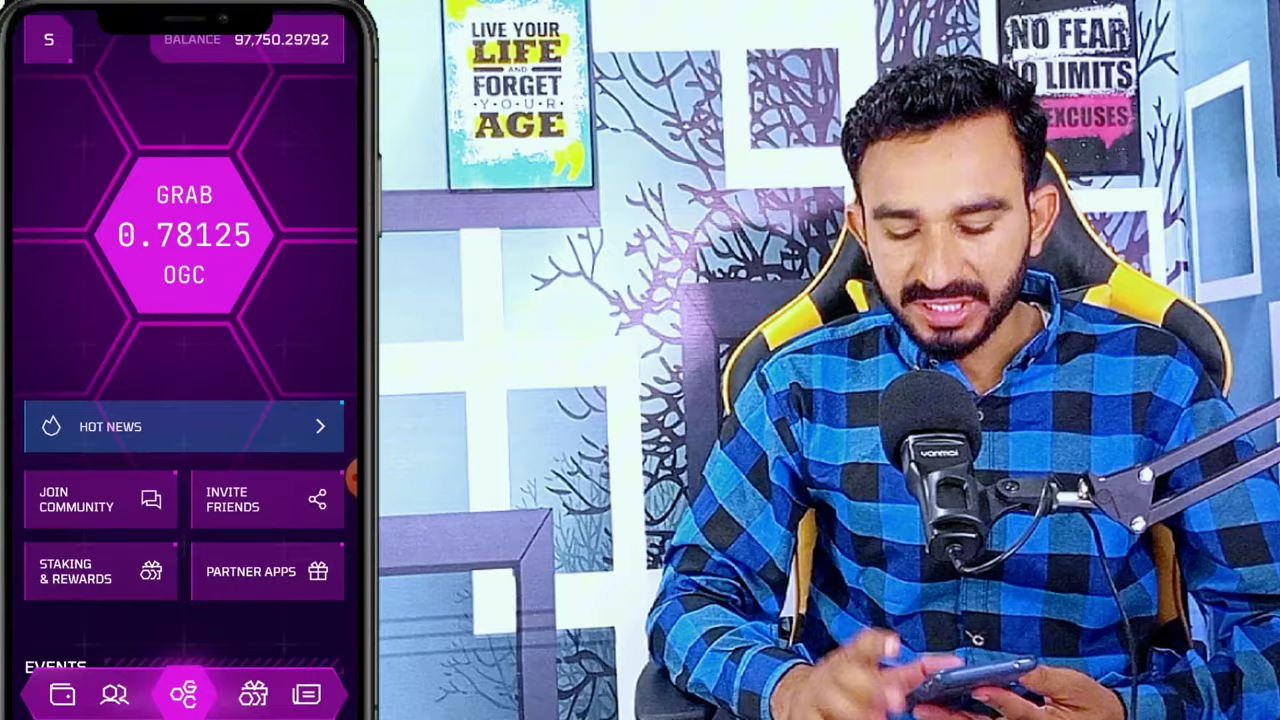 S
BALANCE 97,750.29792
GRAB
0.78125
OGC
HOT NEWS
JOIN
COMMUNITY
INVITE
FRIENDS
STAKING
& REWARDS
PARTNER APPS
EVENTS
LIVE YOUR
LIFE
AND
FORGET
YOUR
AGE
NO FEAR
NO LIMITS
EXCUSES
vanmai